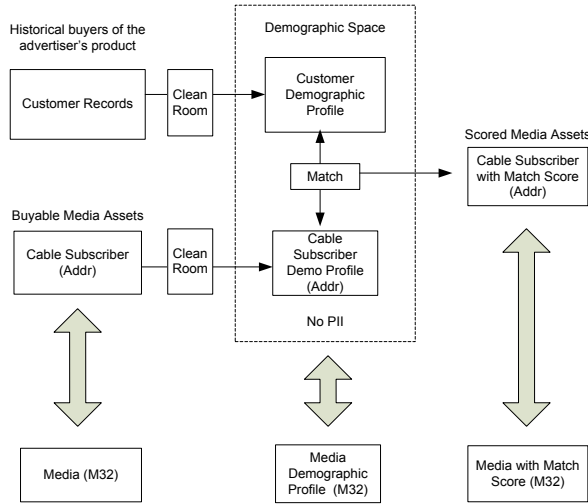 Historical buyers of the
advertiser's product
Demographic Space
Customer Records
Clean
Room
Customer
Demographic
Profile
Scored Media Assets
Match
Cable Subscriber
with Match Score
(Addr)
Buyable Media Assets
Cable Subscriber
(Addr)
Clean
Room
Cable
Subscriber
Demo Profile
(Addr)
No PII
Media (M32)
Media
Demographic
Profile (M32)
Media with Match
Score (M32)